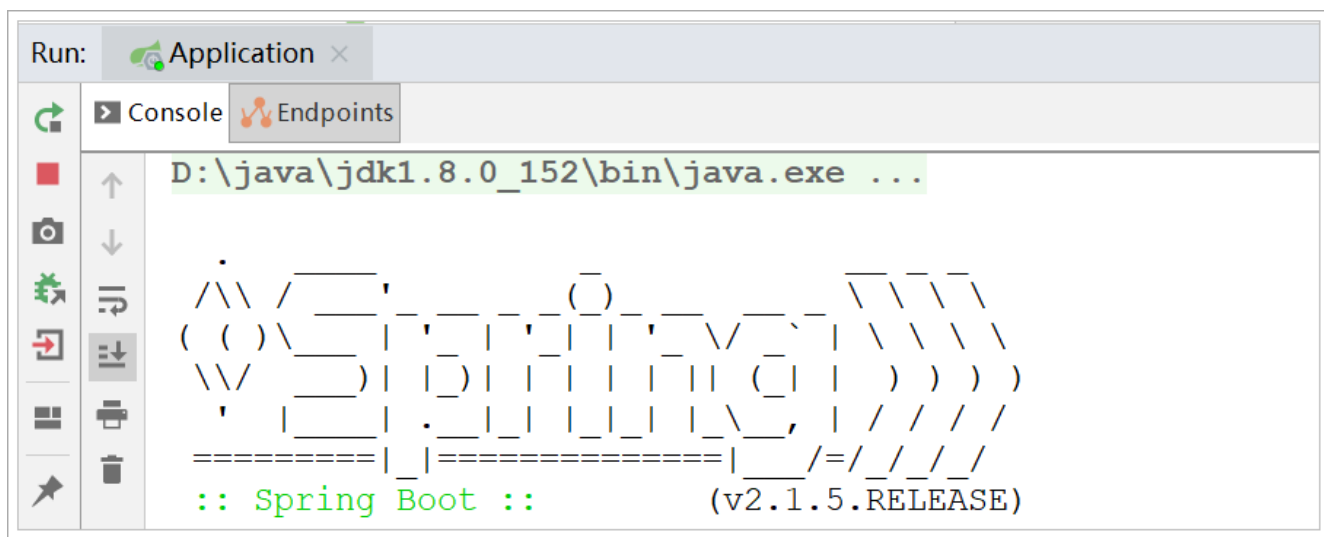 Run: Application ×
Console Endpoints
D:\java\jdk1.8.0_152\bin\java.exe ...
  .   ____          _            __ _ _
 /\\ / ___'_ __ _ _(_)_ __  __ _ \ \ \ \
( ( )\___ | '_ | '_| | '_ \/ _` | \ \ \ \
 \\/  ___)| |_)| | | | | || (_| |  ) ) ) )
  '  |____| .__|_| |_|_| |_\__, | / / / /
 =========|_|==============|___/=/_/_/_/
 :: Spring Boot ::        (v2.1.5.RELEASE)